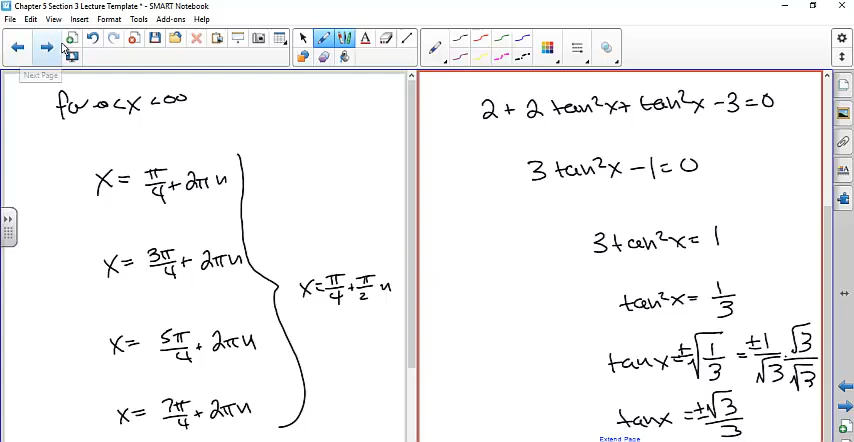 Chapter 5 Section 3 Lecture Template * - SMART Notebook
File Edit View Insert Format Tools Add-ons Help
Next Page
x = π/4 + 2πn
x = 3π/4 + 2πn
x = 5π/4 + 2πn
x = 7π/4 + 2πn
x = π/4 + π/2 n
2 + 2 tan²x + tan²x - 3 = 0
3 tan²x - 1 = 0
3 tan²x = 1
tan²x = 1/3
tan x = ±√(1/3) = ±1/√3 · √3/√3
tan x = ±√3/3
Extend Page